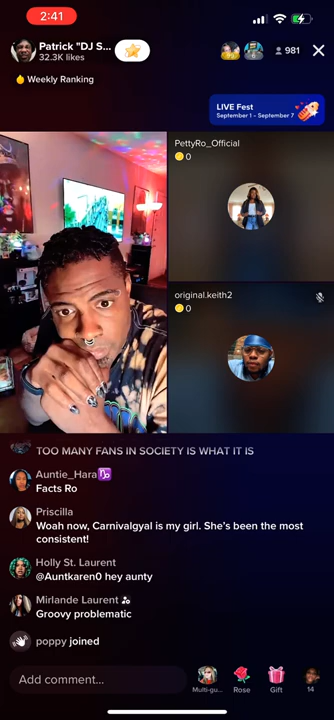 2:41
Patrick "DJ S...
32.3K likes
6
981
Weekly Ranking
LIVE Fest
September 1 - September 7
PettyRo_Official
0
original.keith2
0
TOO MANY FANS IN SOCIETY IS WHAT IT IS
Auntie_Hara♑
Facts Ro
Priscilla
Woah now, Carnivalgyal is my girl. She's been the most
consistent!
Holly St. Laurent
@Auntkaren0 hey aunty
Mirlande Laurent
Groovy problematic
poppy joined
Add comment...
Multi-gu...
Rose
Gift
14